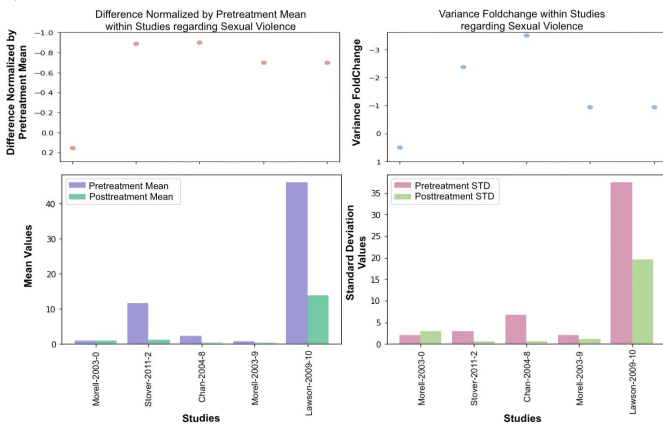 Difference Normalized by Pretreatment Mean
within Studies regarding Sexual Violence
Difference Normalized by
Pretreatment Mean
−1.0
−0.8
−0.6
−0.4
−0.2
0.0
0.2
Variance Foldchange within Studies
regarding Sexual Violence
Variance FoldChange
−3
−2
−1
0
1
Mean Values
40
30
20
10
0
Pretreatment Mean
Posttreatment Mean
Morell-2003-0
Stover-2011-2
Chan-2004-8
Morell-2003-9
Lawson-2009-10
Studies
Standard Deviation
Values
35
30
25
20
15
10
5
0
Pretreatment STD
Posttreatment STD
Morell-2003-0
Stover-2011-2
Chan-2004-8
Morell-2003-9
Lawson-2009-10
Studies